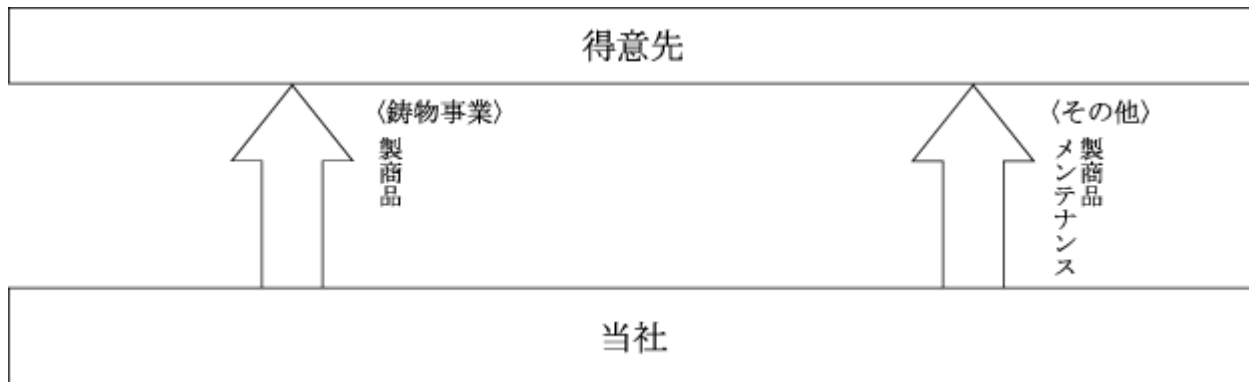 得意先
〈鋳物事業〉
製商品
〈その他〉
製商品
メンテナンス
当社